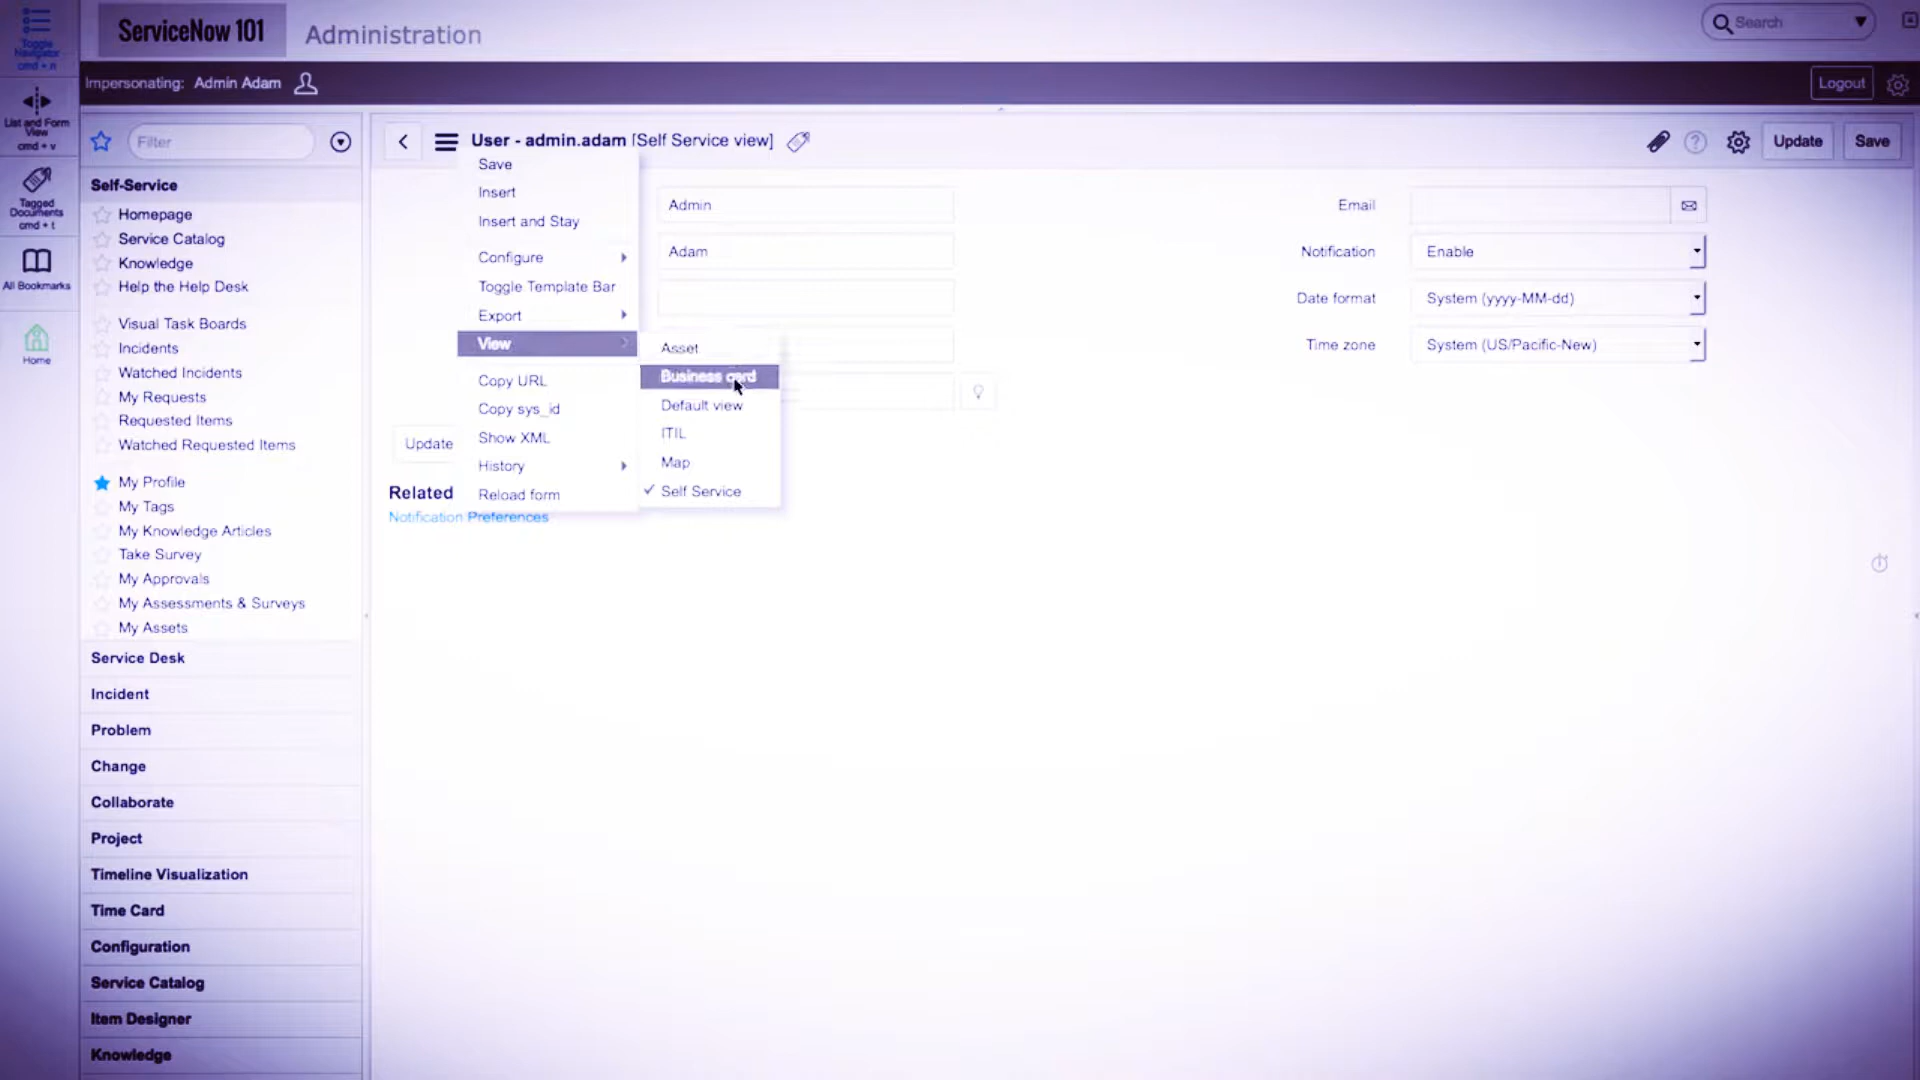 ServiceNow 101
Administration
Search
Toggle
Navigator
cmd + n
Impersonating: Admin Adam
Logout
List and Form
View
cmd + v
Filter
User - admin.adam [Self Service view]
Update
Save
Tagged
Documents
cmd + t
All Bookmarks
Home
Self-Service
Homepage
Service Catalog
Knowledge
Help the Help Desk
Visual Task Boards
Incidents
Watched Incidents
My Requests
Requested Items
Watched Requested Items
My Profile
My Tags
My Knowledge Articles
Take Survey
My Approvals
My Assessments & Surveys
My Assets
Service Desk
Incident
Problem
Change
Collaborate
Project
Timeline Visualization
Time Card
Configuration
Service Catalog
Item Designer
Knowledge
Save
Insert
Insert and Stay
Configure
Toggle Template Bar
Export
View
Copy URL
Copy sys_id
Show XML
History
Reload form
Asset
Business card
Default view
ITIL
Map
Self Service
Admin
Adam
Update
Related
Notification Preferences
Email
Notification
Enable
Date format
System (yyyy-MM-dd)
Time zone
System (US/Pacific-New)